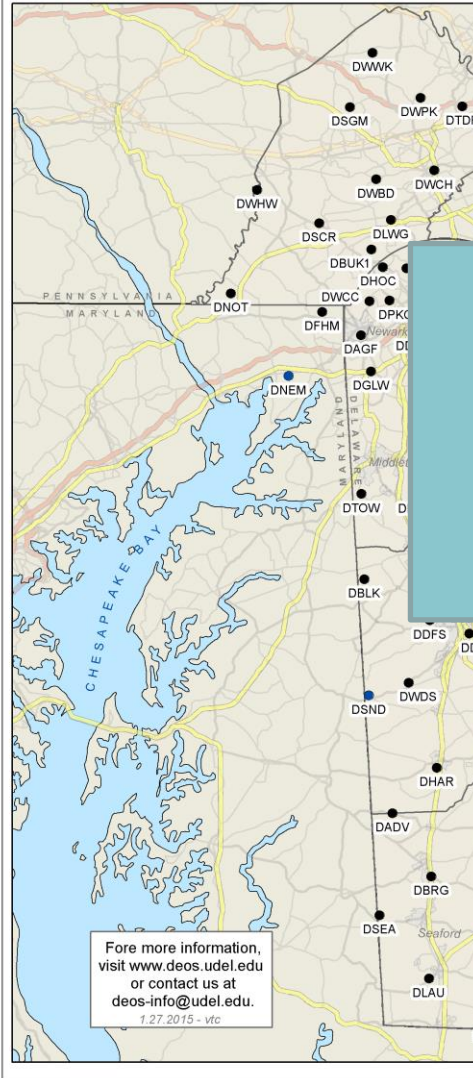 DWWK
DWPK
DSGM
DWCH
DWBD
DWHW
DLWG
DSCR
DBUK1
DHOC
DNOT
DWCC
PENNSYLVANIA
MARYLAND
DFHM
Newark
DAGF
DGLW
DNEM
MARYLAND
DELAWARE
DTOW
CHESAPEAKE BAY
DBLK
DDFS
DWDS
DSND
DHAR
DADV
DBRG
DSEA
Seaford
DLAU
Fore more information,
visit www.deos.udel.edu
or contact us at
deos-info@udel.edu.
1.27.2015 - vtc